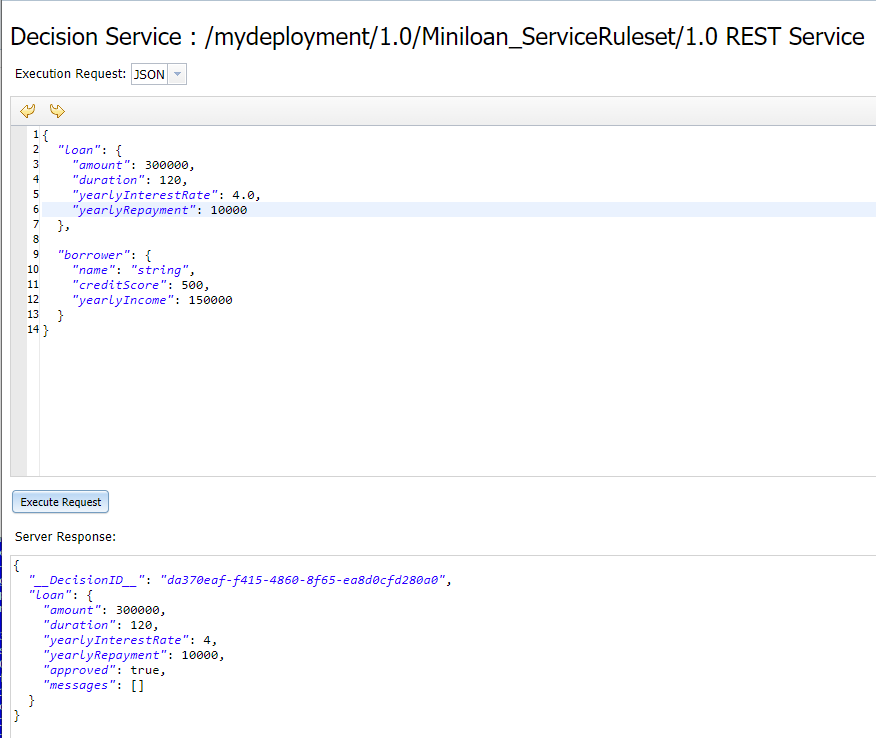 Decision Service : /mydeployment/1.0/Miniloan_ServiceRuleset/1.0 REST Service
Execution Request: JSON
1 {
2   "loan": {
3     "amount": 300000,
4     "duration": 120,
5     "yearlyInterestRate": 4.0,
6     "yearlyRepayment": 10000
7   },
8
9   "borrower": {
10     "name": "string",
11     "creditScore": 500,
12     "yearlyIncome": 150000
13   }
14 }
Execute Request
Server Response:
{
  "__DecisionID__": "da370eaf-f415-4860-8f65-ea8d0cfd280a0",
  "loan": {
    "amount": 300000,
    "duration": 120,
    "yearlyInterestRate": 4,
    "yearlyRepayment": 10000,
    "approved": true,
    "messages": []
  }
}